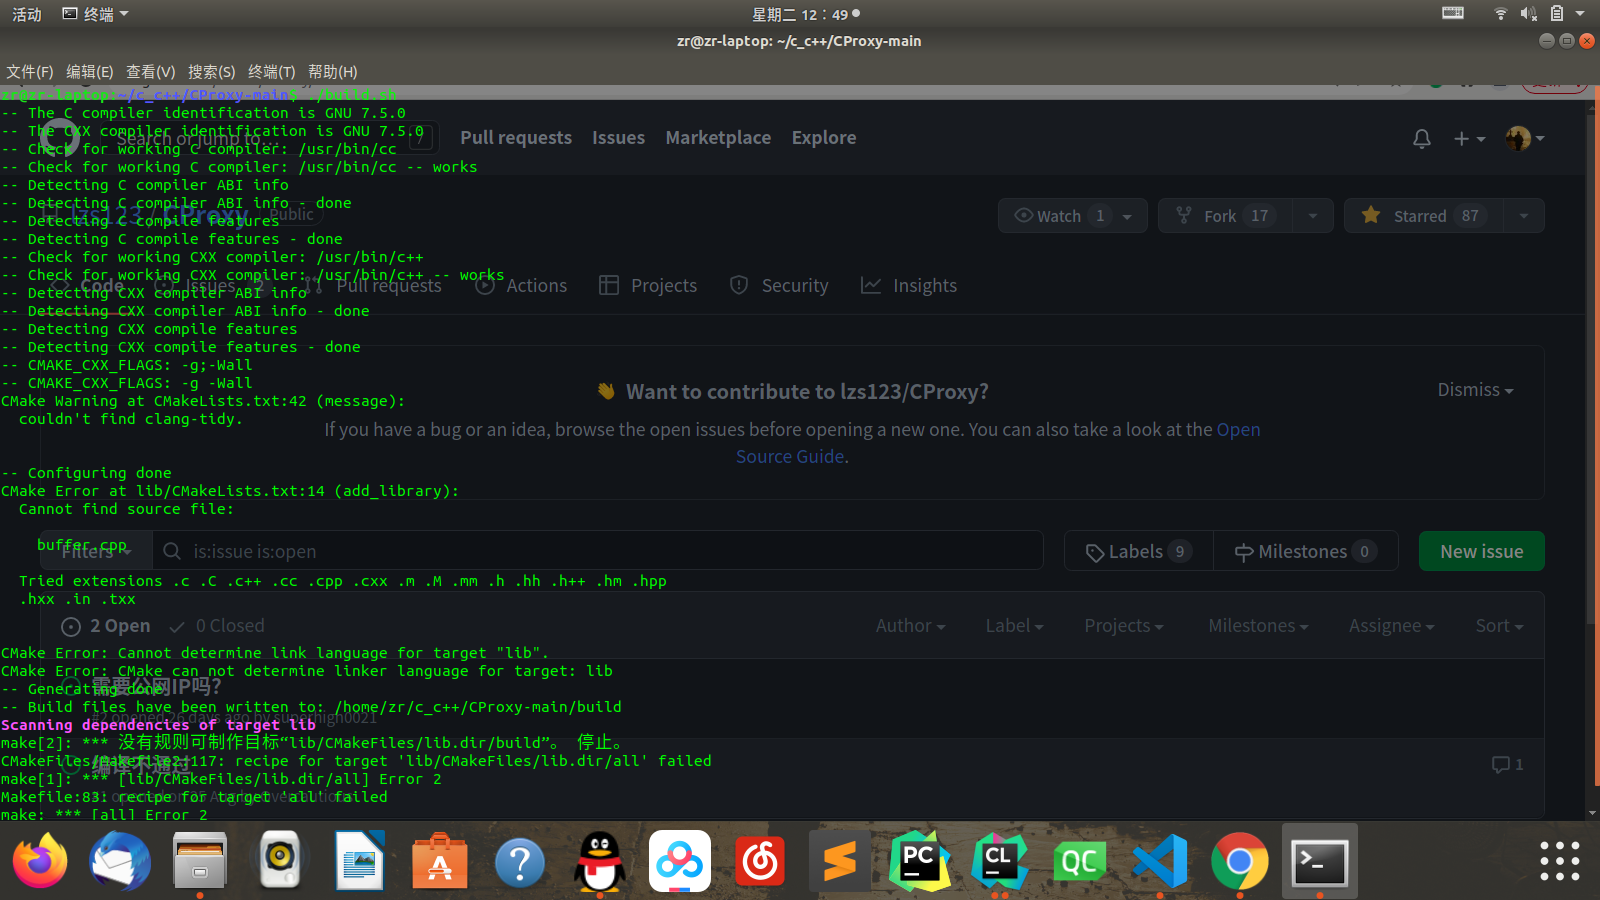 活动 终端 星期二 12：49
zr@zr-laptop: ~/c_c++/CProxy-main
文件(F) 编辑(E) 查看(V) 搜索(S) 终端(T) 帮助(H)
zr@zr-laptop:~/c_c++/CProxy-main$ ./build.sh
-- The C compiler identification is GNU 7.5.0
-- The CXX compiler identification is GNU 7.5.0
Search or jump to... / Pull requests Issues Marketplace Explore
-- Check for working C compiler: /usr/bin/cc
-- Check for working C compiler: /usr/bin/cc -- works
-- Detecting C compiler ABI info
-- Detecting C compiler ABI info - done
lzs123 / CProxy Public Watch 1 Fork 17 Starred 87
-- Detecting C compile features
-- Detecting C compile features - done
-- Check for working CXX compiler: /usr/bin/c++
-- Check for working CXX compiler: /usr/bin/c++ -- works
Code Issues 2 Pull requests Actions Projects Security Insights
-- Detecting CXX compiler ABI info
-- Detecting CXX compiler ABI info - done
-- Detecting CXX compile features
-- Detecting CXX compile features - done
-- CMAKE_CXX_FLAGS: -g;-Wall
-- CMAKE_CXX_FLAGS: -g -Wall
Want to contribute to lzs123/CProxy? Dismiss
CMake Warning at CMakeLists.txt:42 (message):
couldn't find clang-tidy.
If you have a bug or an idea, browse the open issues before opening a new one. You can also take a look at the Open
Source Guide.
-- Configuring done
CMake Error at lib/CMakeLists.txt:14 (add_library):
Cannot find source file:
buffer.cpp
Filters is:issue is:open Labels 9 Milestones 0 New issue
Tried extensions .c .C .c++ .cc .cpp .cxx .m .M .mm .h .hh .h++ .hm .hpp
.hxx .in .txx
2 Open 0 Closed Author Label Projects Milestones Assignee Sort
CMake Error: Cannot determine link language for target "lib".
CMake Error: CMake can not determine linker language for target: lib
-- Generating done
需要公网IP吗?
-- Build files have been written to: /home/zr/c_c++/CProxy-main/build
#2 opened 26 days ago by superhigh0021
Scanning dependencies of target lib
make[2]: *** 没有规则可制作目标“lib/CMakeFiles/lib.dir/build”。 停止。
CMakeFiles/Makefile2:117: recipe for target 'lib/CMakeFiles/lib.dir/all' failed
编译不通过 1
make[1]: *** [lib/CMakeFiles/lib.dir/all] Error 2
Makefile:83: recipe for target 'all' failed
make: *** [all] Error 2
A ? PC CL QC